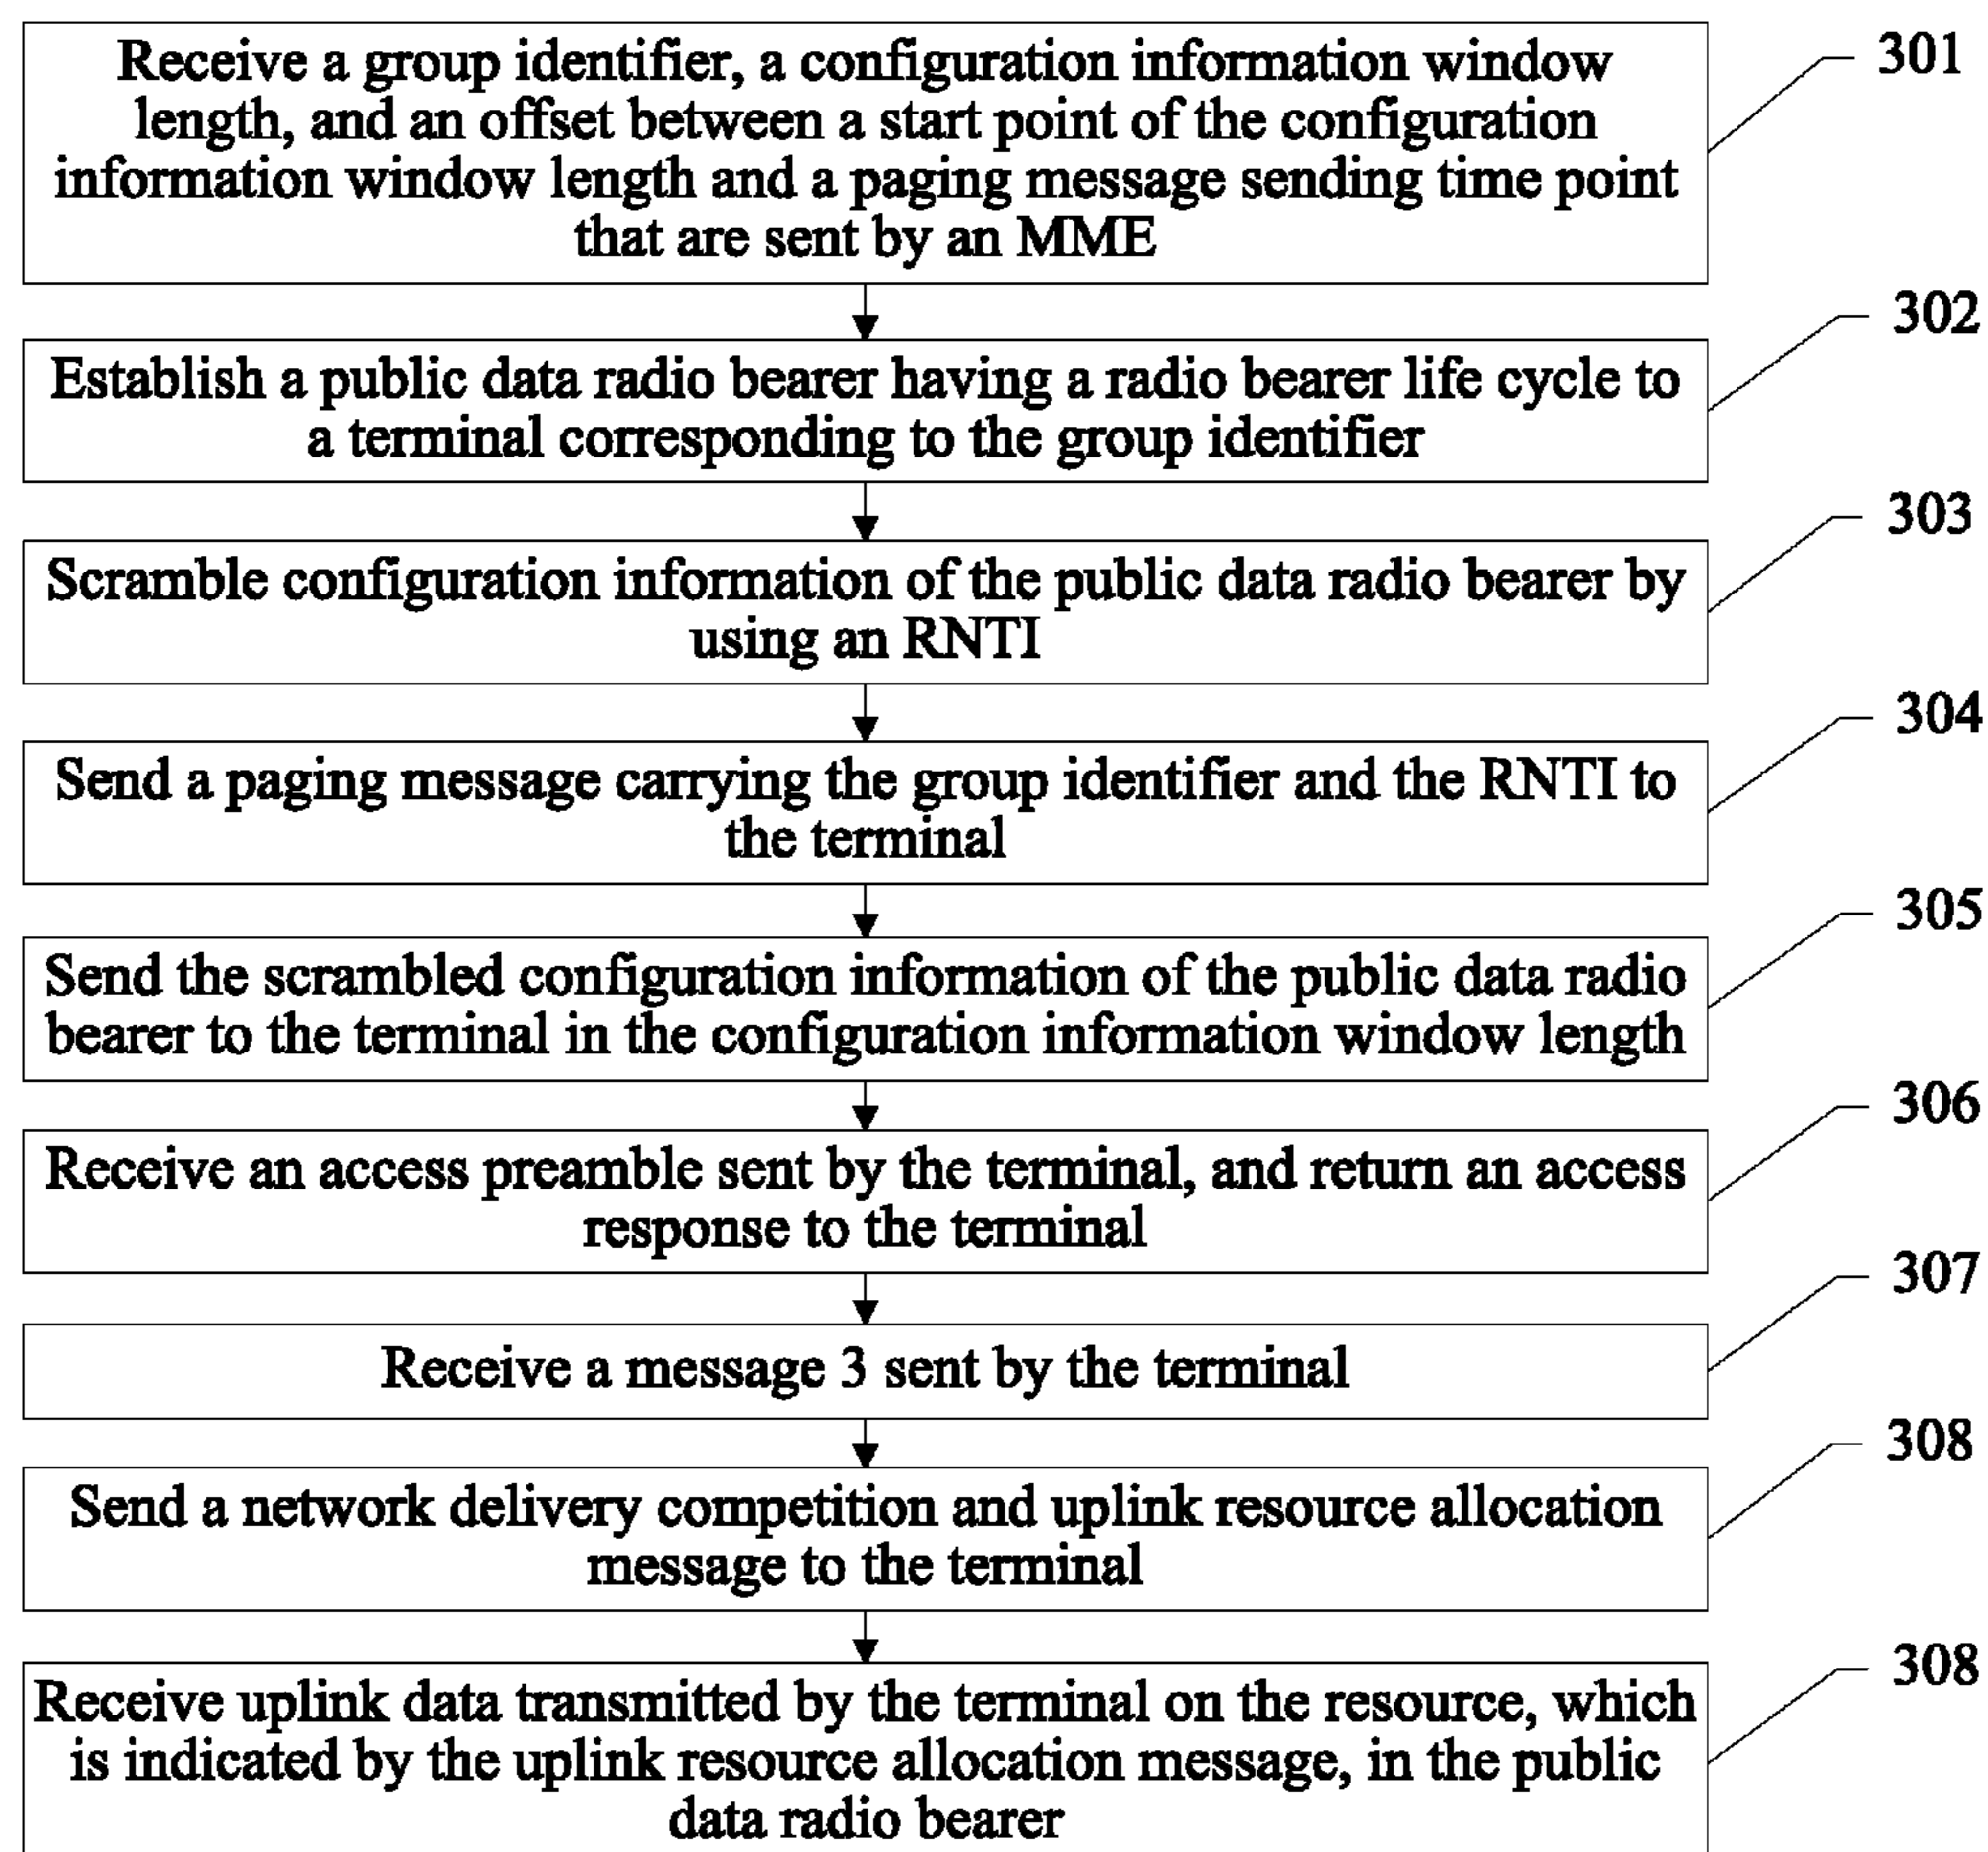 Receive a group identifier, a configuration information window
length, and an offset between a start point of the configuration
information window length and a paging message sending time point
that are sent by an MME
301
Establish a public data radio bearer having a radio bearer life cycle to
a terminal corresponding to the group identifier
302
Scramble configuration information of the public data radio bearer by
using an RNTI
303
Send a paging message carrying the group identifier and the RNTI to
the terminal
304
Send the scrambled configuration information of the public data radio
bearer to the terminal in the configuration information window length
305
Receive an access preamble sent by the terminal, and return an access
response to the terminal
306
Receive a message 3 sent by the terminal
307
Send a network delivery competition and uplink resource allocation
message to the terminal
308
Receive uplink data transmitted by the terminal on the resource, which
is indicated by the uplink resource allocation message, in the public
data radio bearer
308